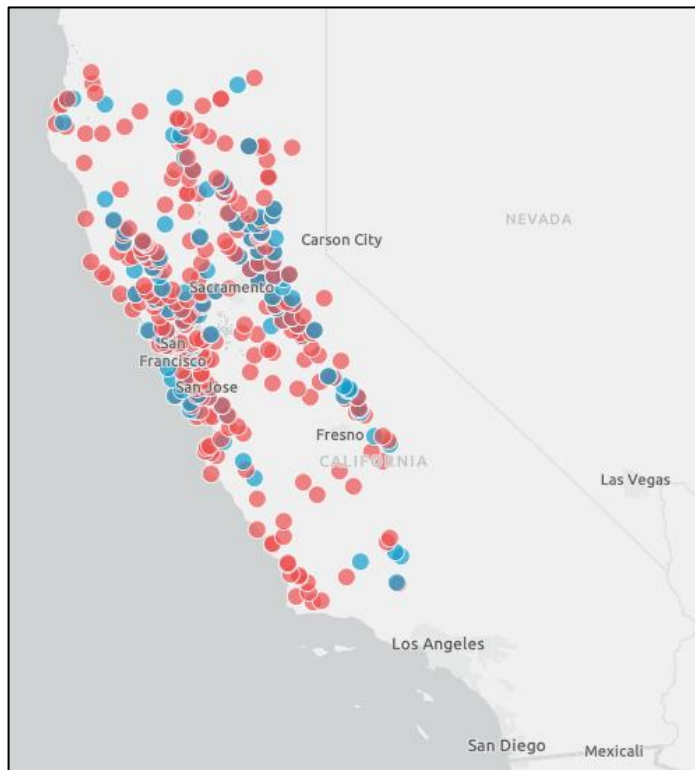 NEVADA
Carson City
Sacramento
San
Francisco
San Jose
Fresno
CALIFORNIA
Las Vegas
Los Angeles
San Diego
Mexicali